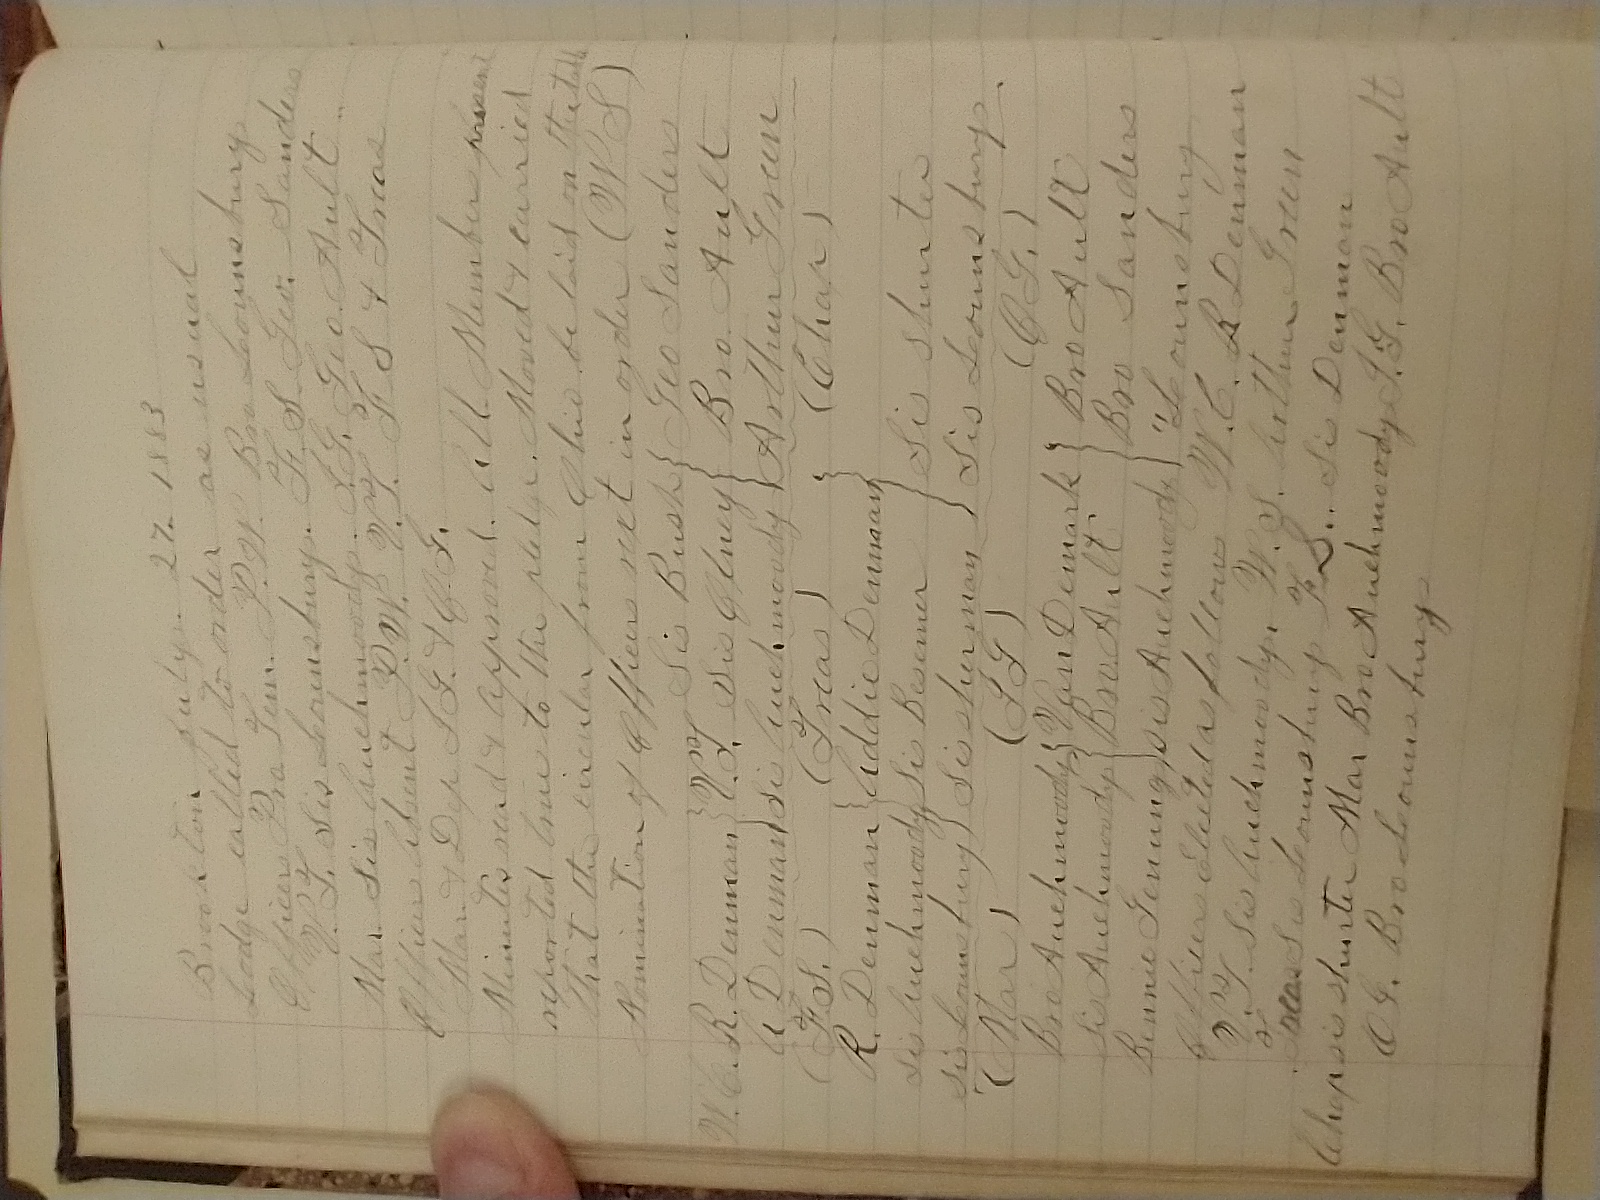 Brookton July. 27. 1883
Lodge called to order as usual
Officers Pro Tem. P.W. Bro Lounsbury
V.T. Sis Lounsbury. F.S. Geo. Sanders
Mar. Sis Auchmoody. I.G. Geo. Ault
Officers Absent P.W. V.T. F S & Treas
Mar. & Dep I G. & O.G.
Minutes read & approved. All Members present
reported true to the pledge. Moved & carried
that the circular from Ohio be laid on the table
Nomination of Officers next in order (W S)
Sis Bush } Geo Sanders
W.C. R. Denman } V.T. Sis Olney } Bro. Ault
A Denman } Sis Auchmoody } Arthur Green
(F.S.) (Treas) } (Chap)
R. Denman } Addie Denman }
Sis Auchmoody } Sis Besemer } Sis Shurter
Sis Lounsbury } Sis Sherman } Sis Lounsbury
(Mar) (IG) (OG.)
Bro Auchmoody } Van Demark } Bro Ault
Sis Auchmoody } Bro. Ault } Bro Sanders
Bennie Genung } Sis Auchmoody } " Lounsbury
Officers Elected as follows W.C. R Denman
V.T. Sis Auchmoody. W.S. Arthur Green
Treas Sis Lounsbury F.S.. Sis Denman
Chap sis shurter Mar Bro Auchmoody I.G. Bro Ault
OG. Bro Lounsbury